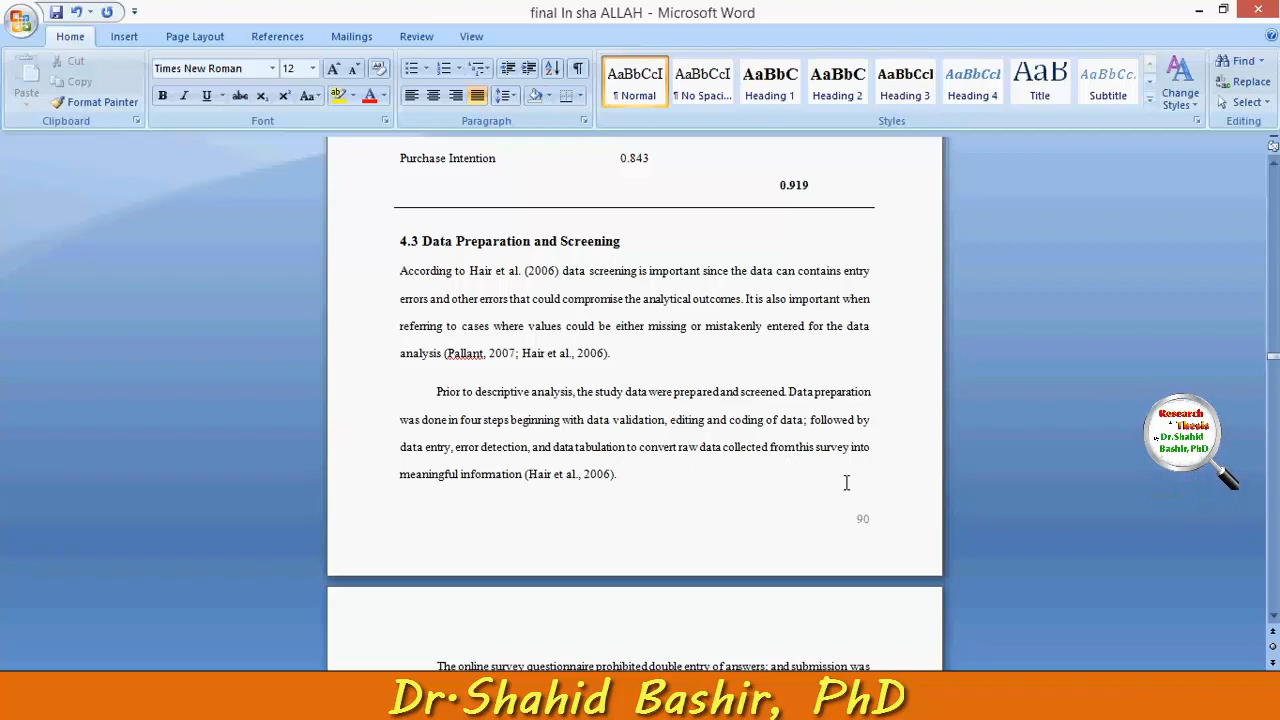 final In sha ALLAH - Microsoft Word
Home Insert Page Layout References Mailings Review View
Paste
Cut
Copy
Format Painter
Clipboard
Times New Roman 12
B I U abc x₂ x² Aa
Font
Paragraph
AaBbCcI AaBbCcI AaBbC AaBbC AaBbCcl AaBbCcI AaB AaBbCc.
¶ Normal ¶ No Spaci... Heading 1 Heading 2 Heading 3 Heading 4 Title Subtitle
Change
Styles
Styles
Find
Replace
Select
Editing
Purchase Intention 0.843
0.919
4.3 Data Preparation and Screening
According to Hair et al. (2006) data screening is important since the data can contains entry
errors and other errors that could compromise the analytical outcomes. It is also important when
referring to cases where values could be either missing or mistakenly entered for the data
analysis (Pallant, 2007; Hair et al., 2006).
Prior to descriptive analysis, the study data were prepared and screened. Data preparation
was done in four steps beginning with data validation, editing and coding of data; followed by
data entry, error detection, and data tabulation to convert raw data collected from this survey into
meaningful information (Hair et al., 2006).
90
The online survey questionnaire prohibited double entry of answers; and submission was
Research
Thesis
by Dr.Shahid
Bashir, PhD
Dr.Shahid Bashir, PhD